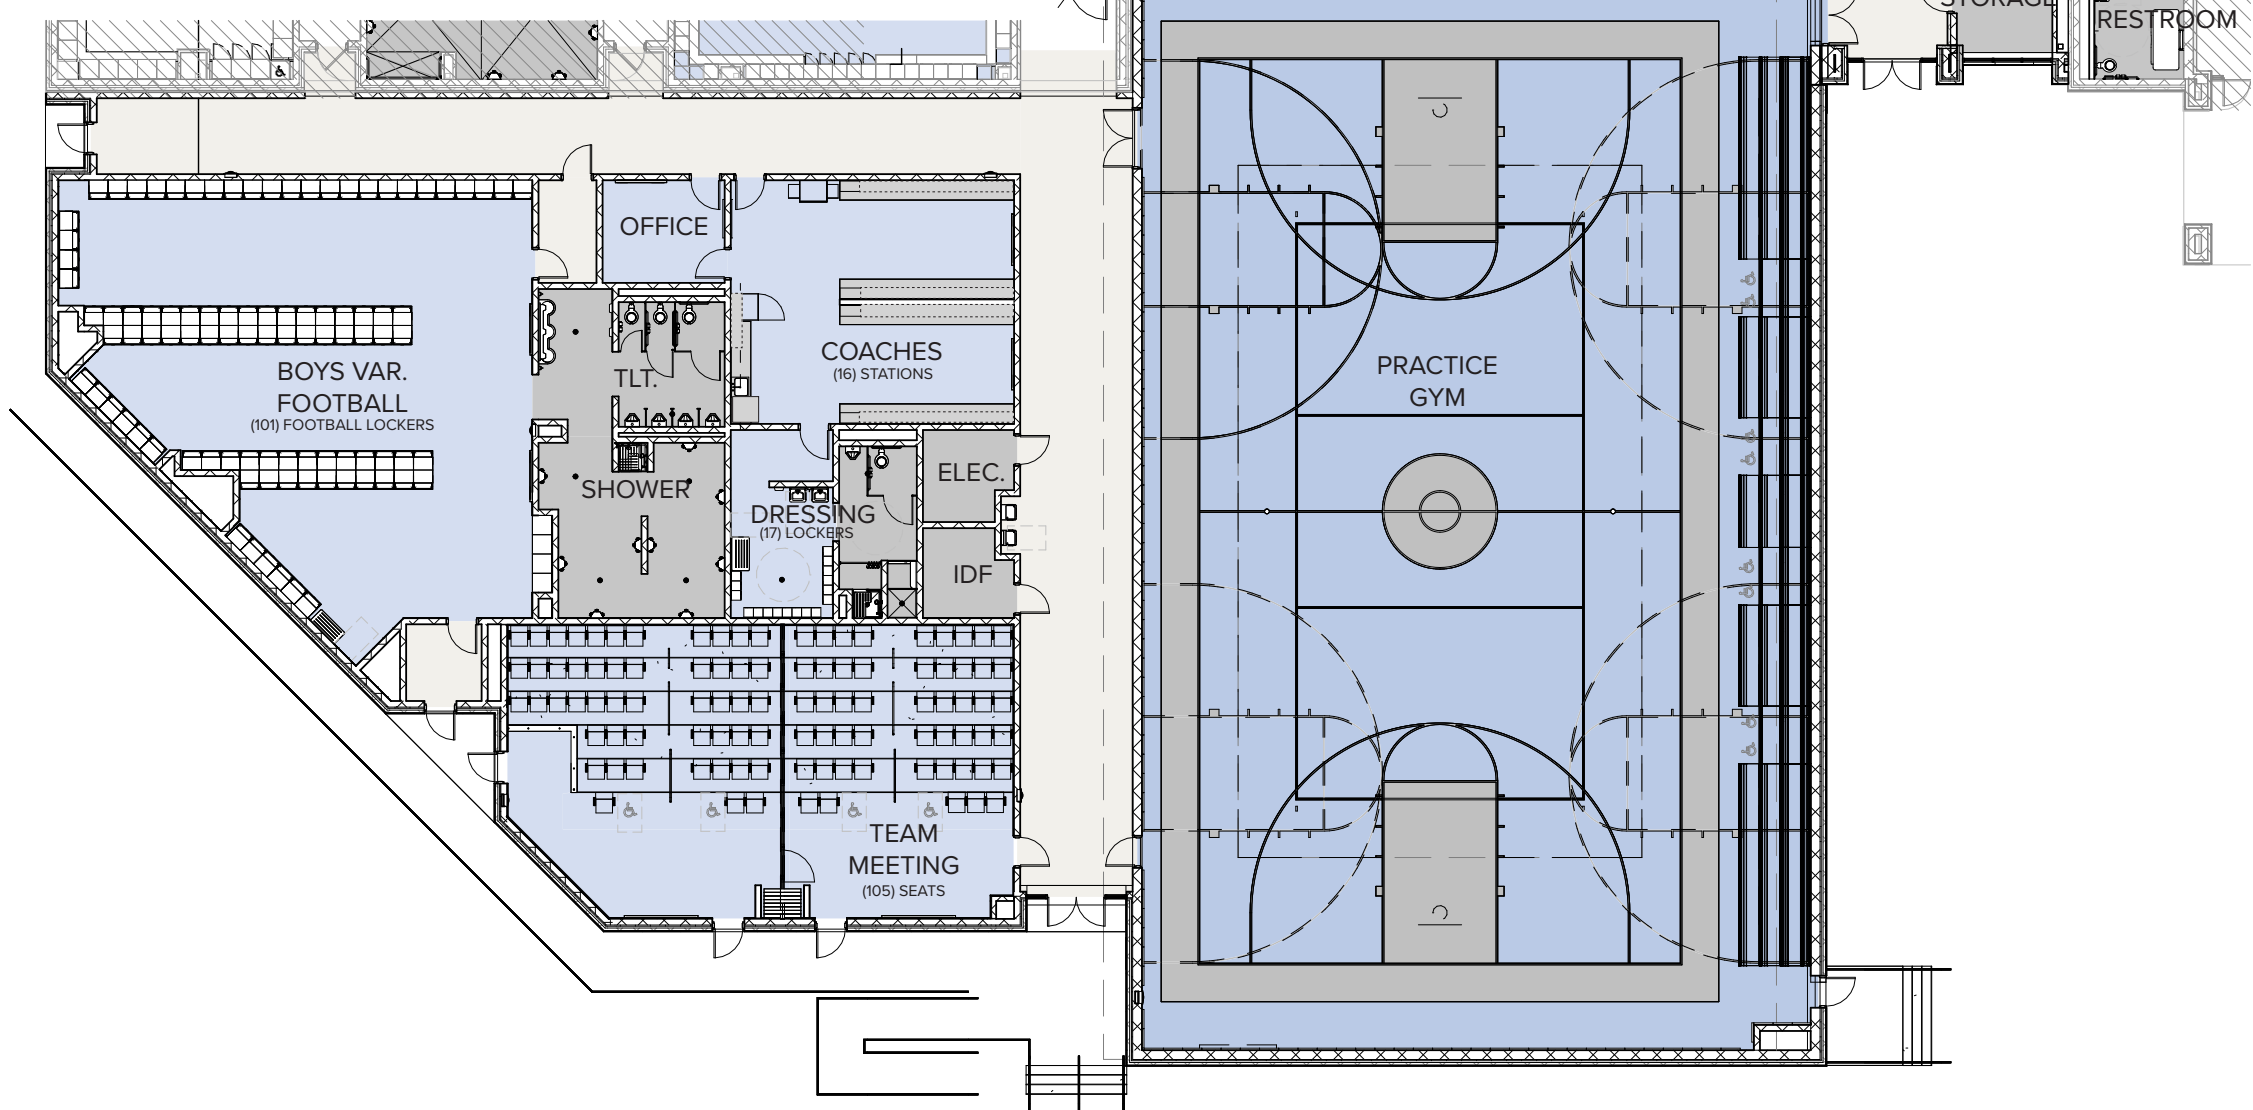 STORAGE
RESTROOM
OFFICE
COACHES
(16) STATIONS
BOYS VAR.
FOOTBALL
(101) FOOTBALL LOCKERS
TLT.
PRACTICE
GYM
SHOWER
ELEC.
DRESSING
(17) LOCKERS
IDF
TEAM
MEETING
(105) SEATS